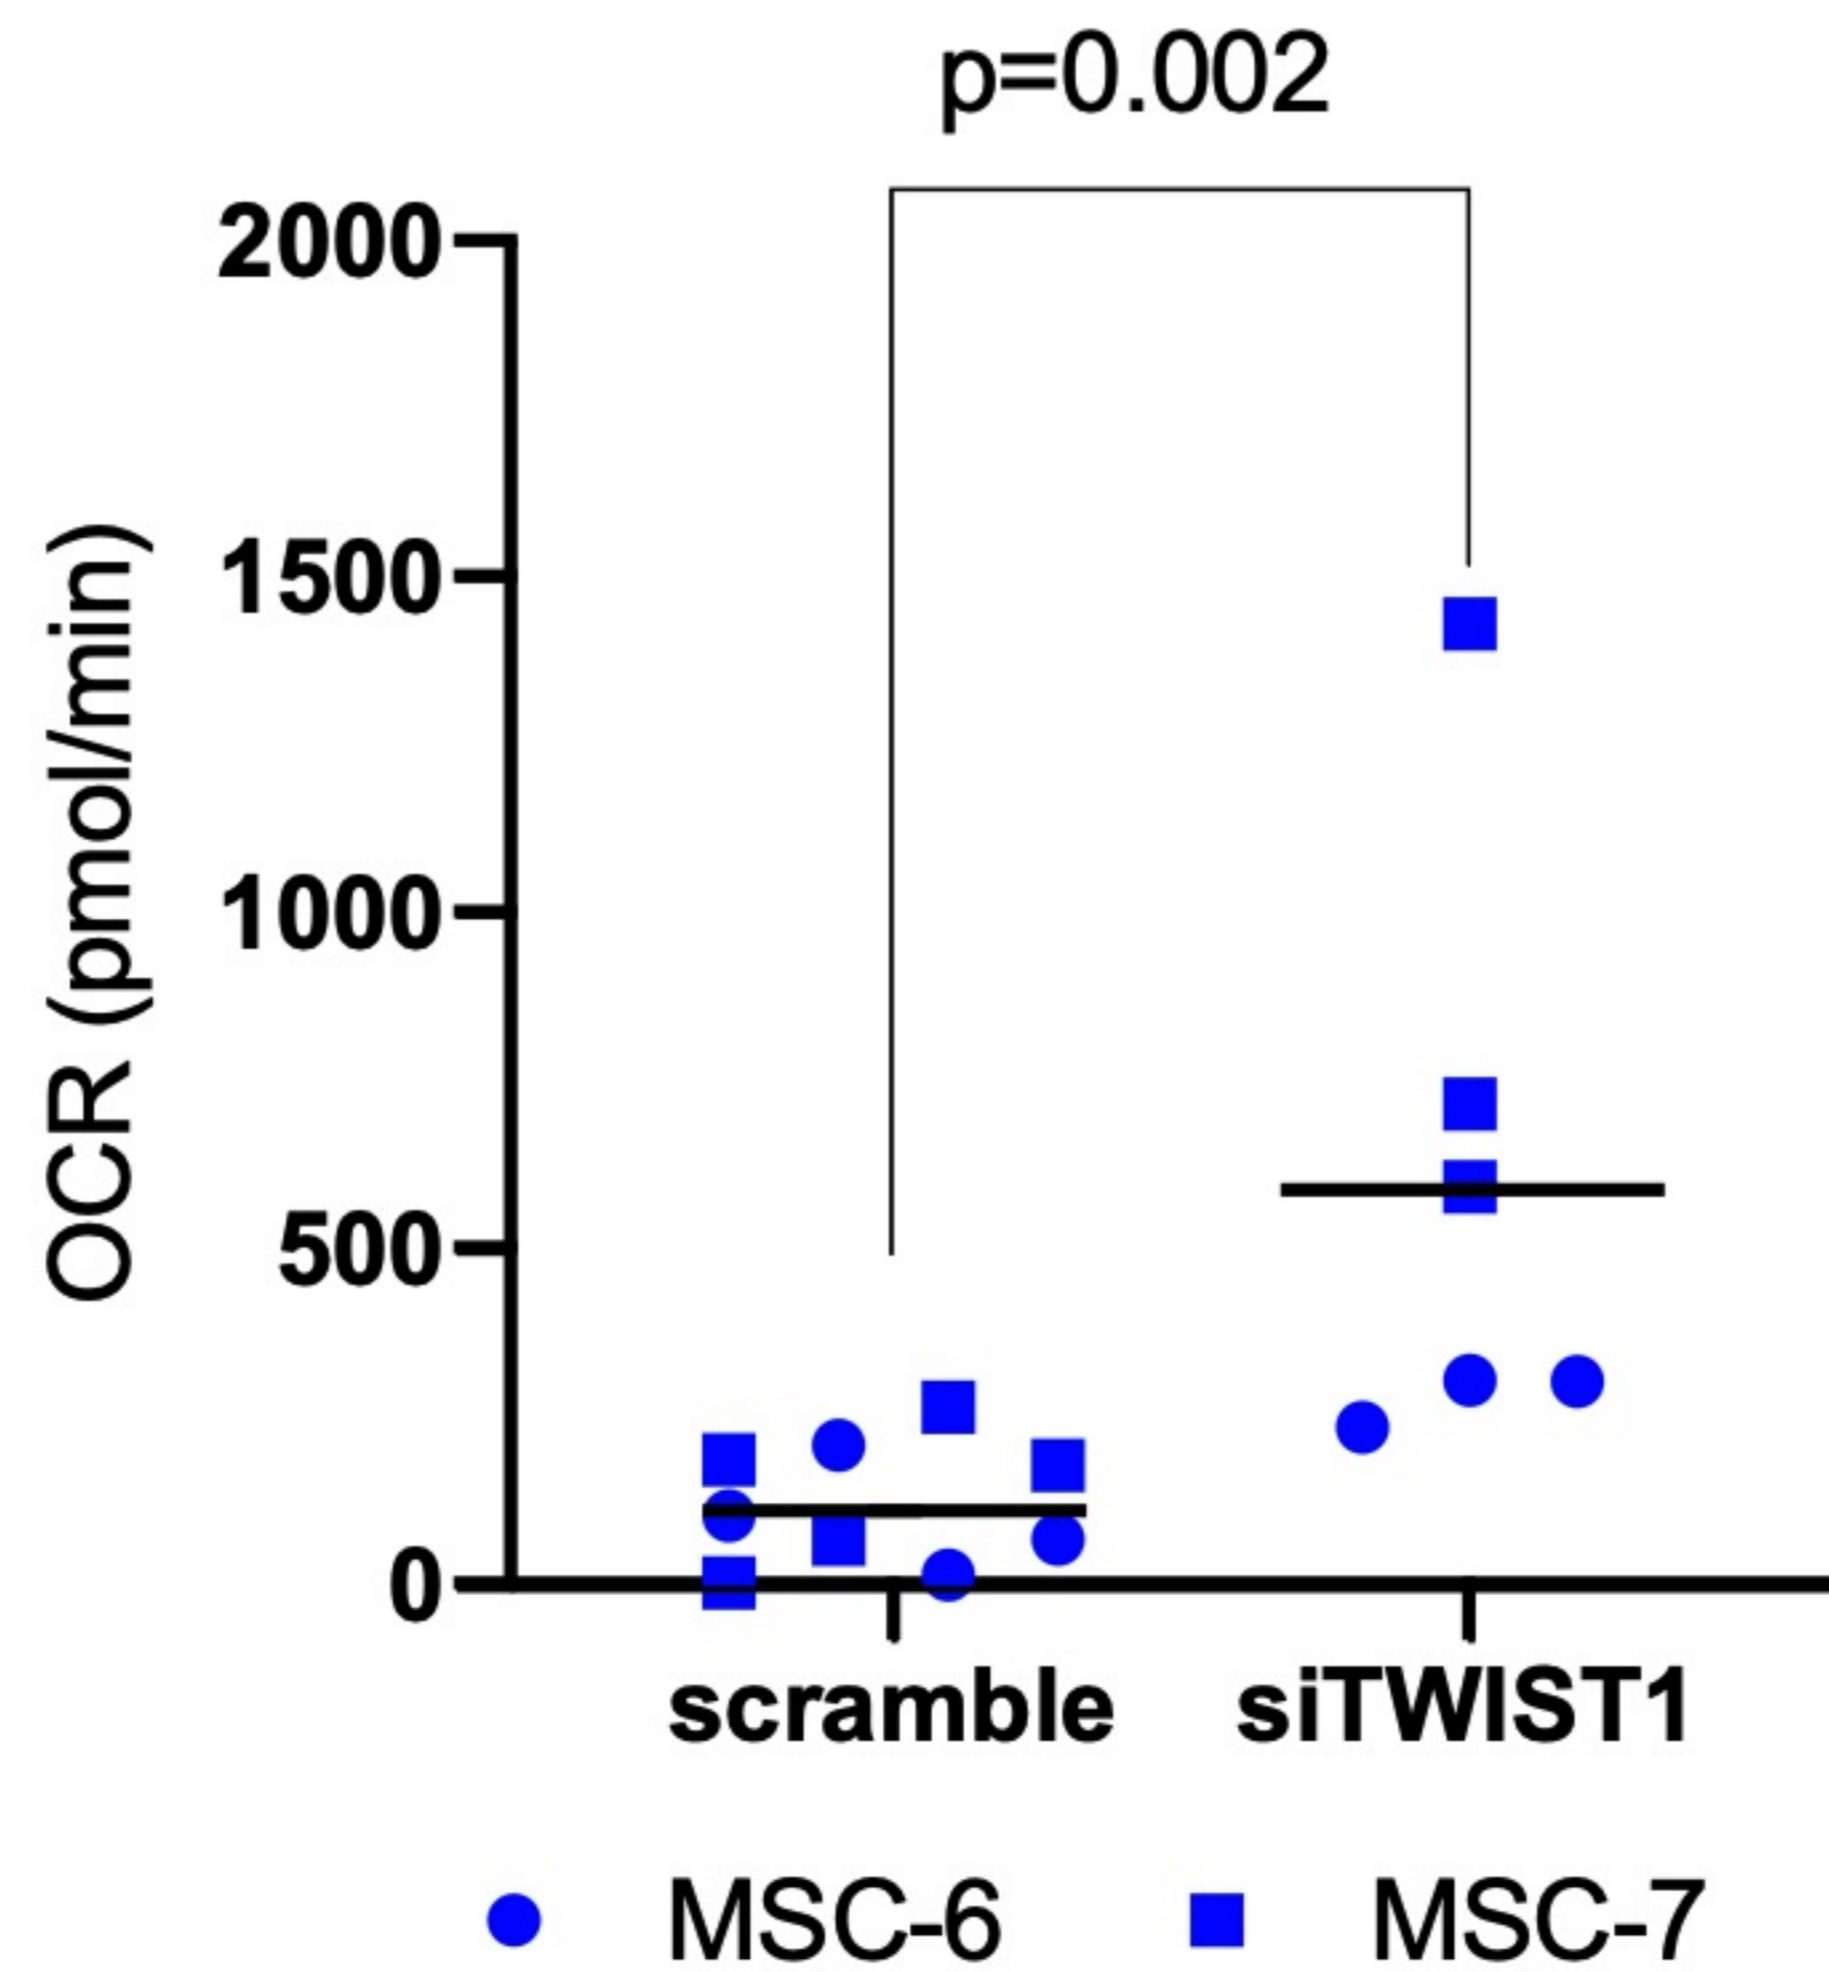 p=0.002
2000
1500
1000
500
0
OCR (pmol/min)
scramble siTWIST1
MSC-6 MSC-7